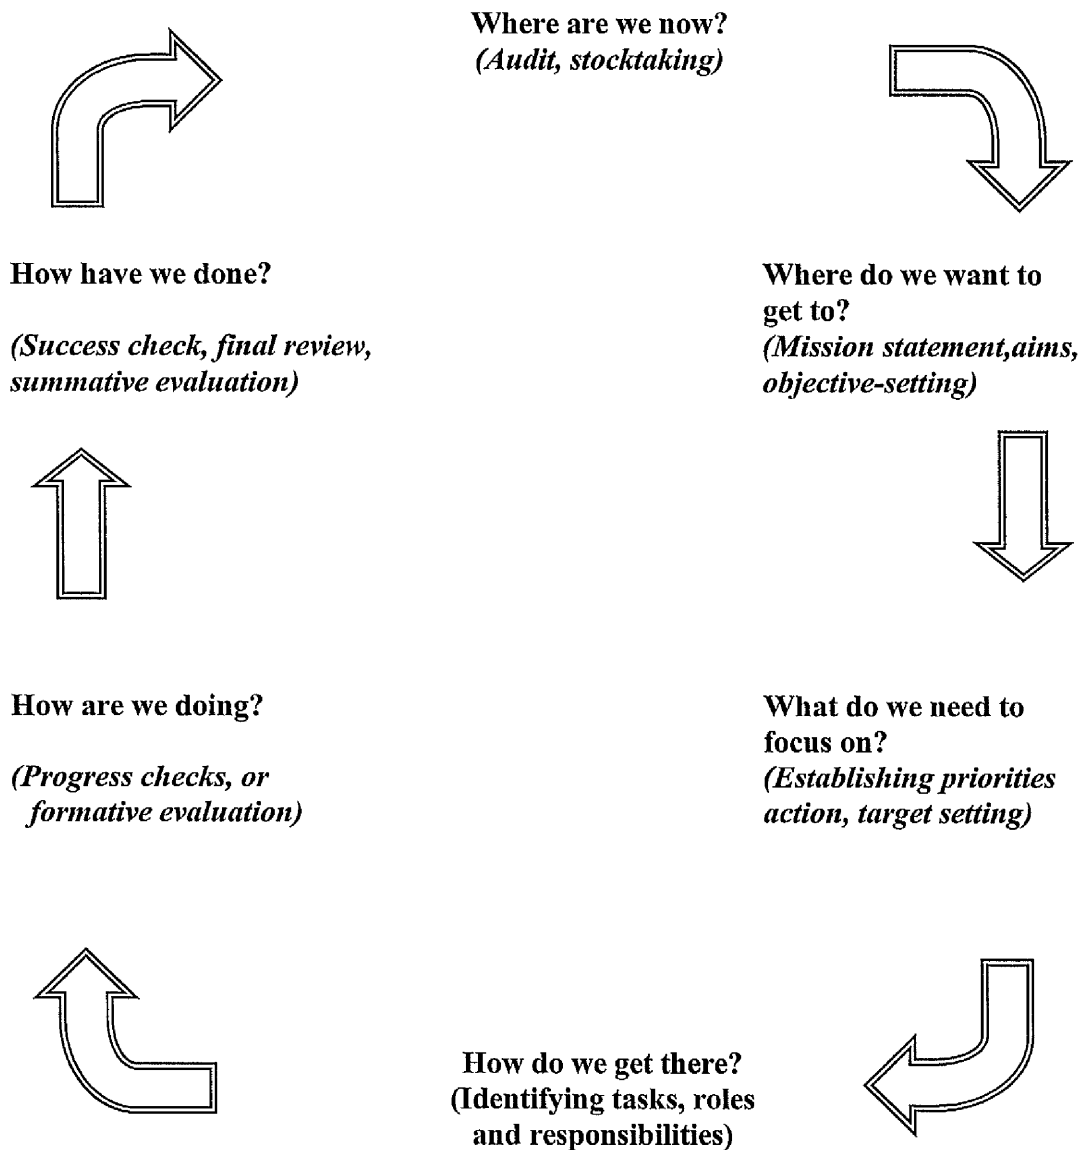 Where are we now?
(Audit, stocktaking)
Where do we want to
get to?
(Mission statement,aims,
objective-setting)
What do we need to
focus on?
(Establishing priorities
action, target setting)
How do we get there?
(Identifying tasks, roles
and responsibilities)
How are we doing?
(Progress checks, or
formative evaluation)
How have we done?
(Success check, final review,
summative evaluation)